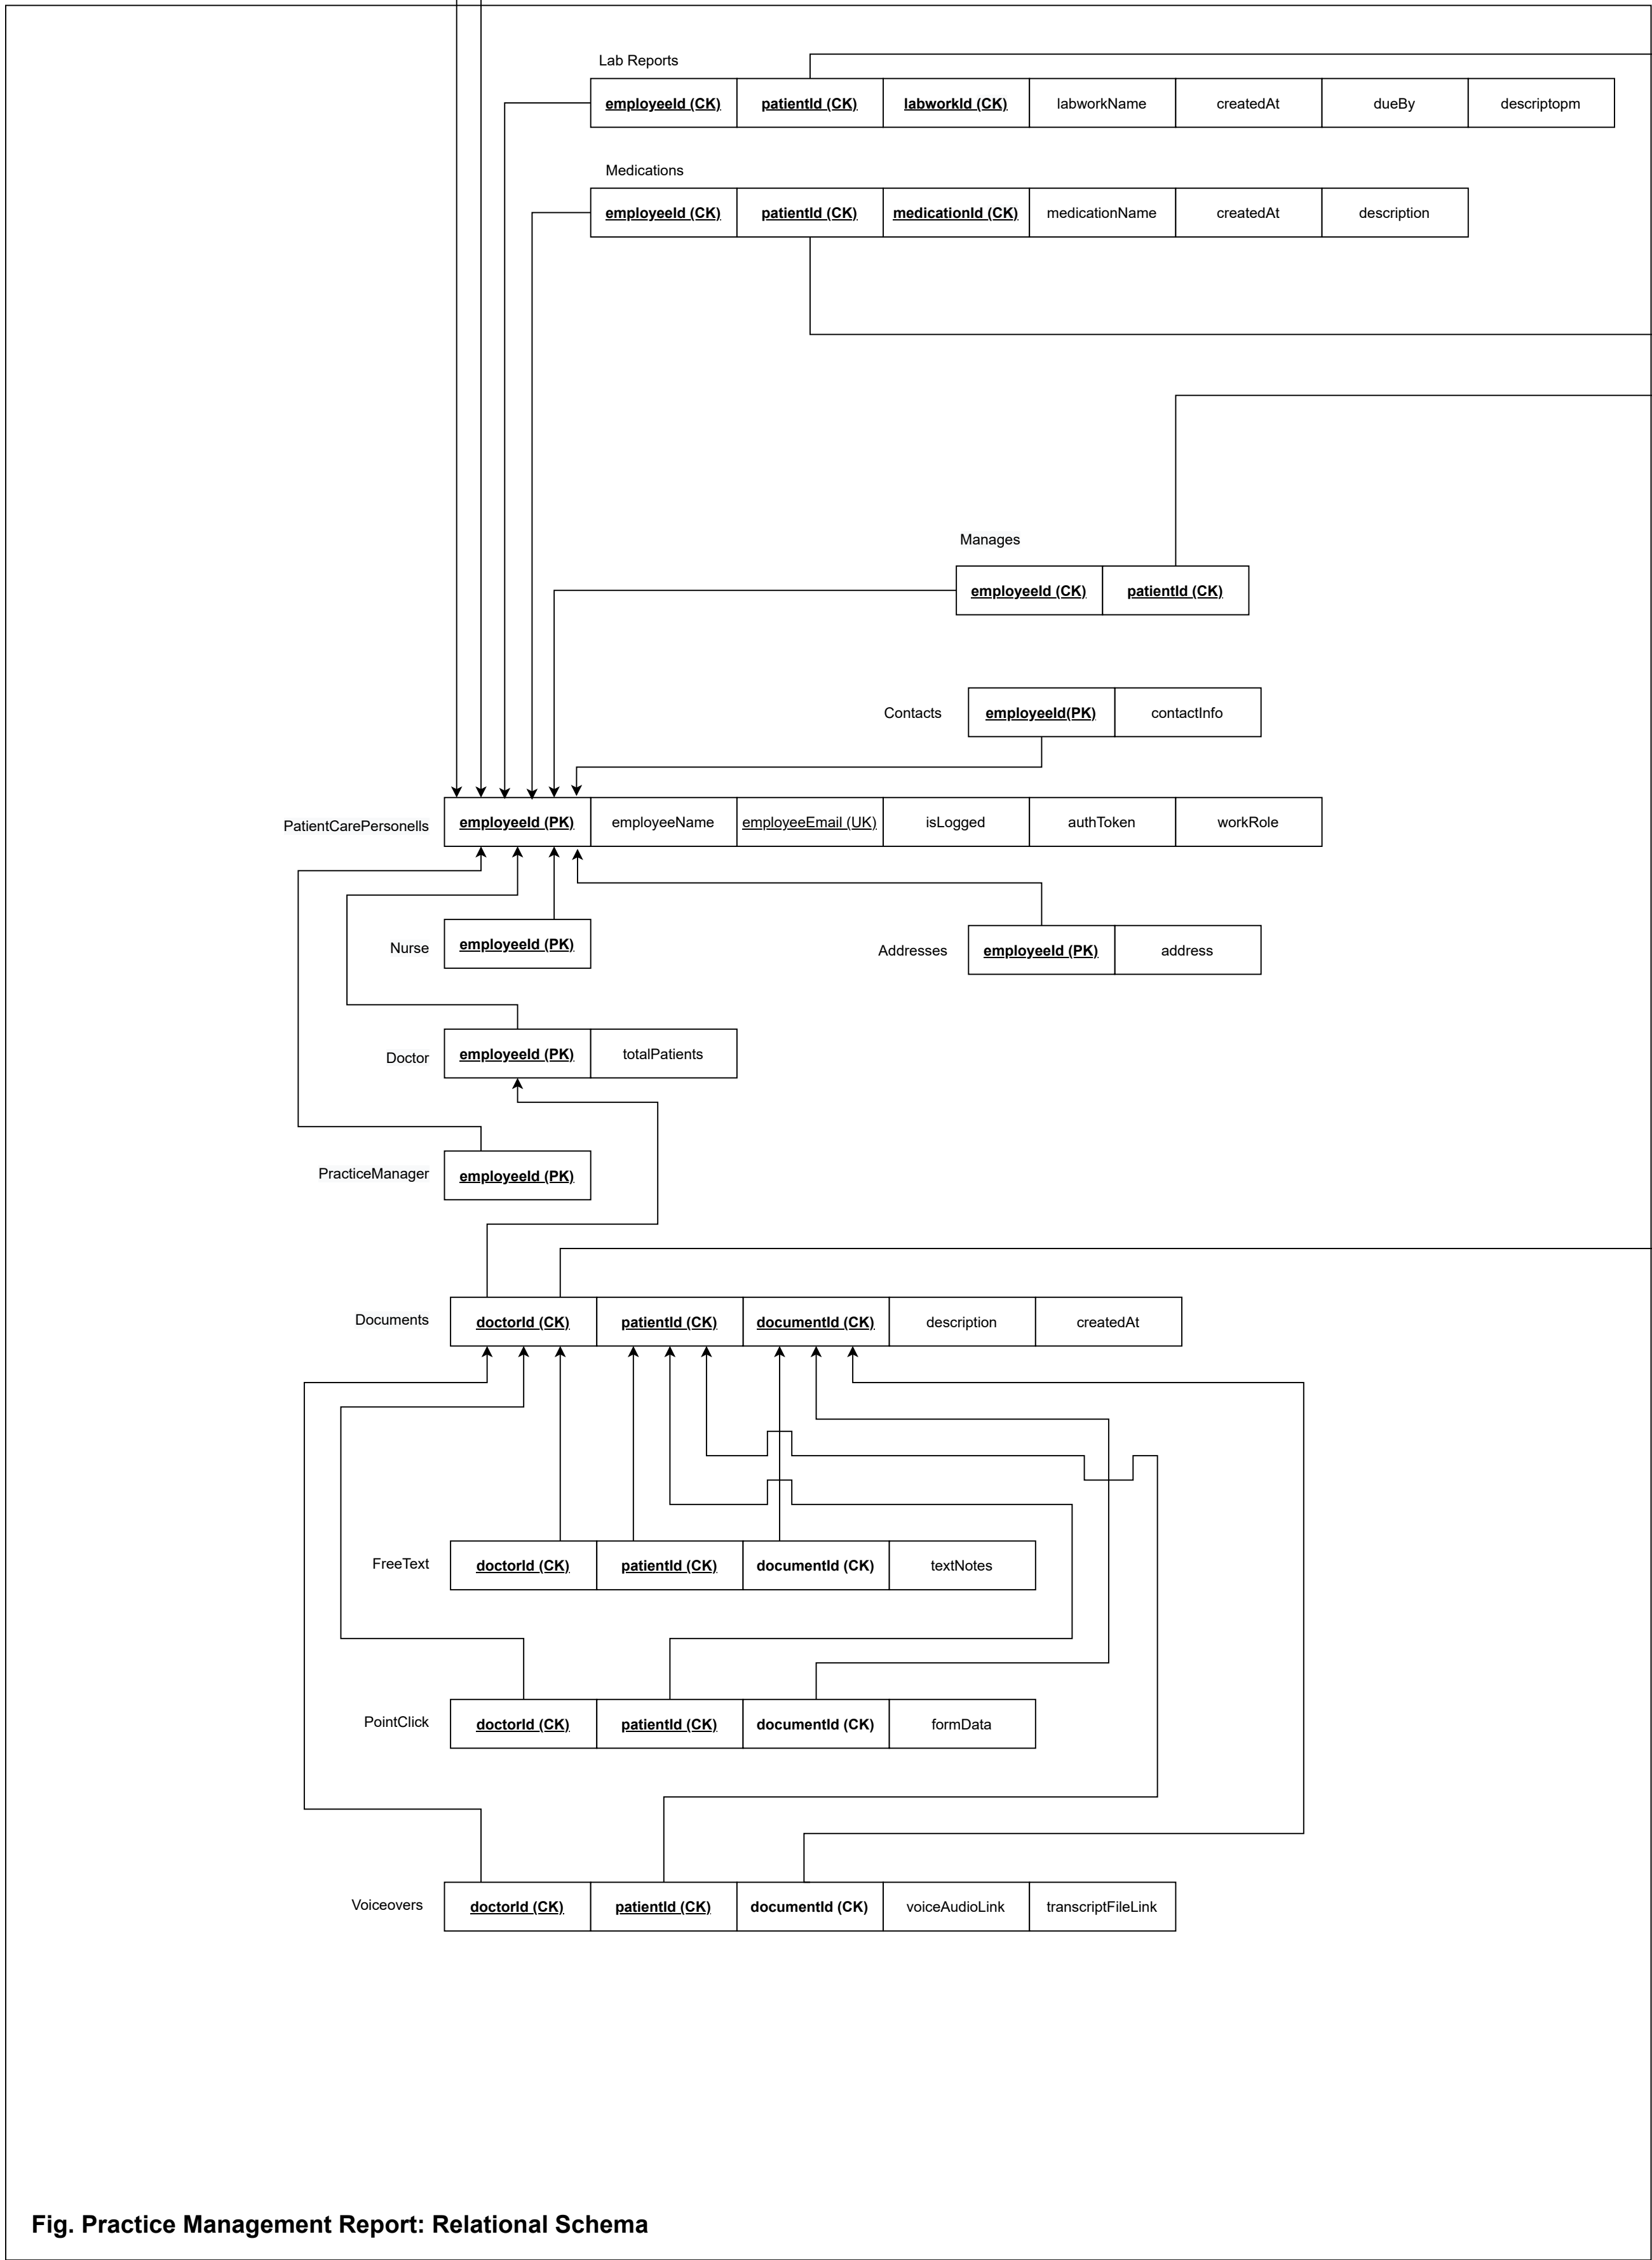 Lab Reports
employeeId (CK) patientId (CK) labworkId (CK) labworkName createdAt dueBy descriptopm
Medications
employeeId (CK) patientId (CK) medicationId (CK) medicationName createdAt description
Manages
employeeId (CK) patientId (CK)
Contacts employeeId(PK) contactInfo
PatientCarePersonells employeeId (PK) employeeName employeeEmail (UK) isLogged authToken workRole
Nurse employeeId (PK)
Addresses employeeId (PK) address
Doctor employeeId (PK) totalPatients
PracticeManager employeeId (PK)
Documents doctorId (CK) patientId (CK) documentId (CK) description createdAt
FreeText doctorId (CK) patientId (CK) documentId (CK) textNotes
PointClick doctorId (CK) patientId (CK) documentId (CK) formData
Voiceovers doctorId (CK) patientId (CK) documentId (CK) voiceAudioLink transcriptFileLink
Fig. Practice Management Report: Relational Schema